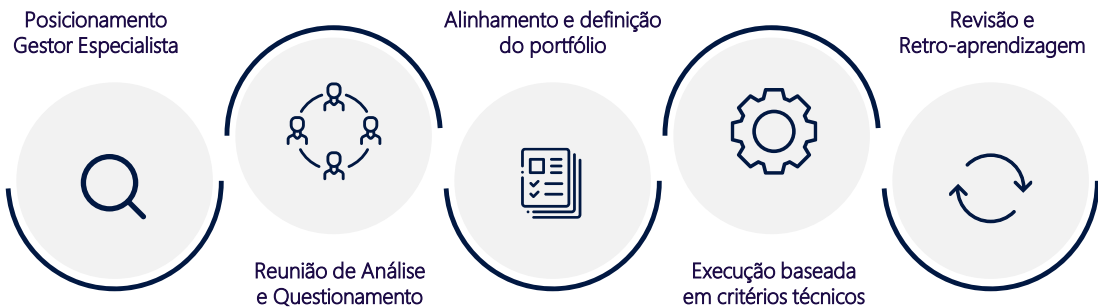 Posicionamento
Gestor Especialista
Reunião de Análise
e Questionamento
Alinhamento e definição
do portfólio
Execução baseada
em critérios técnicos
Revisão e
Retro-aprendizagem